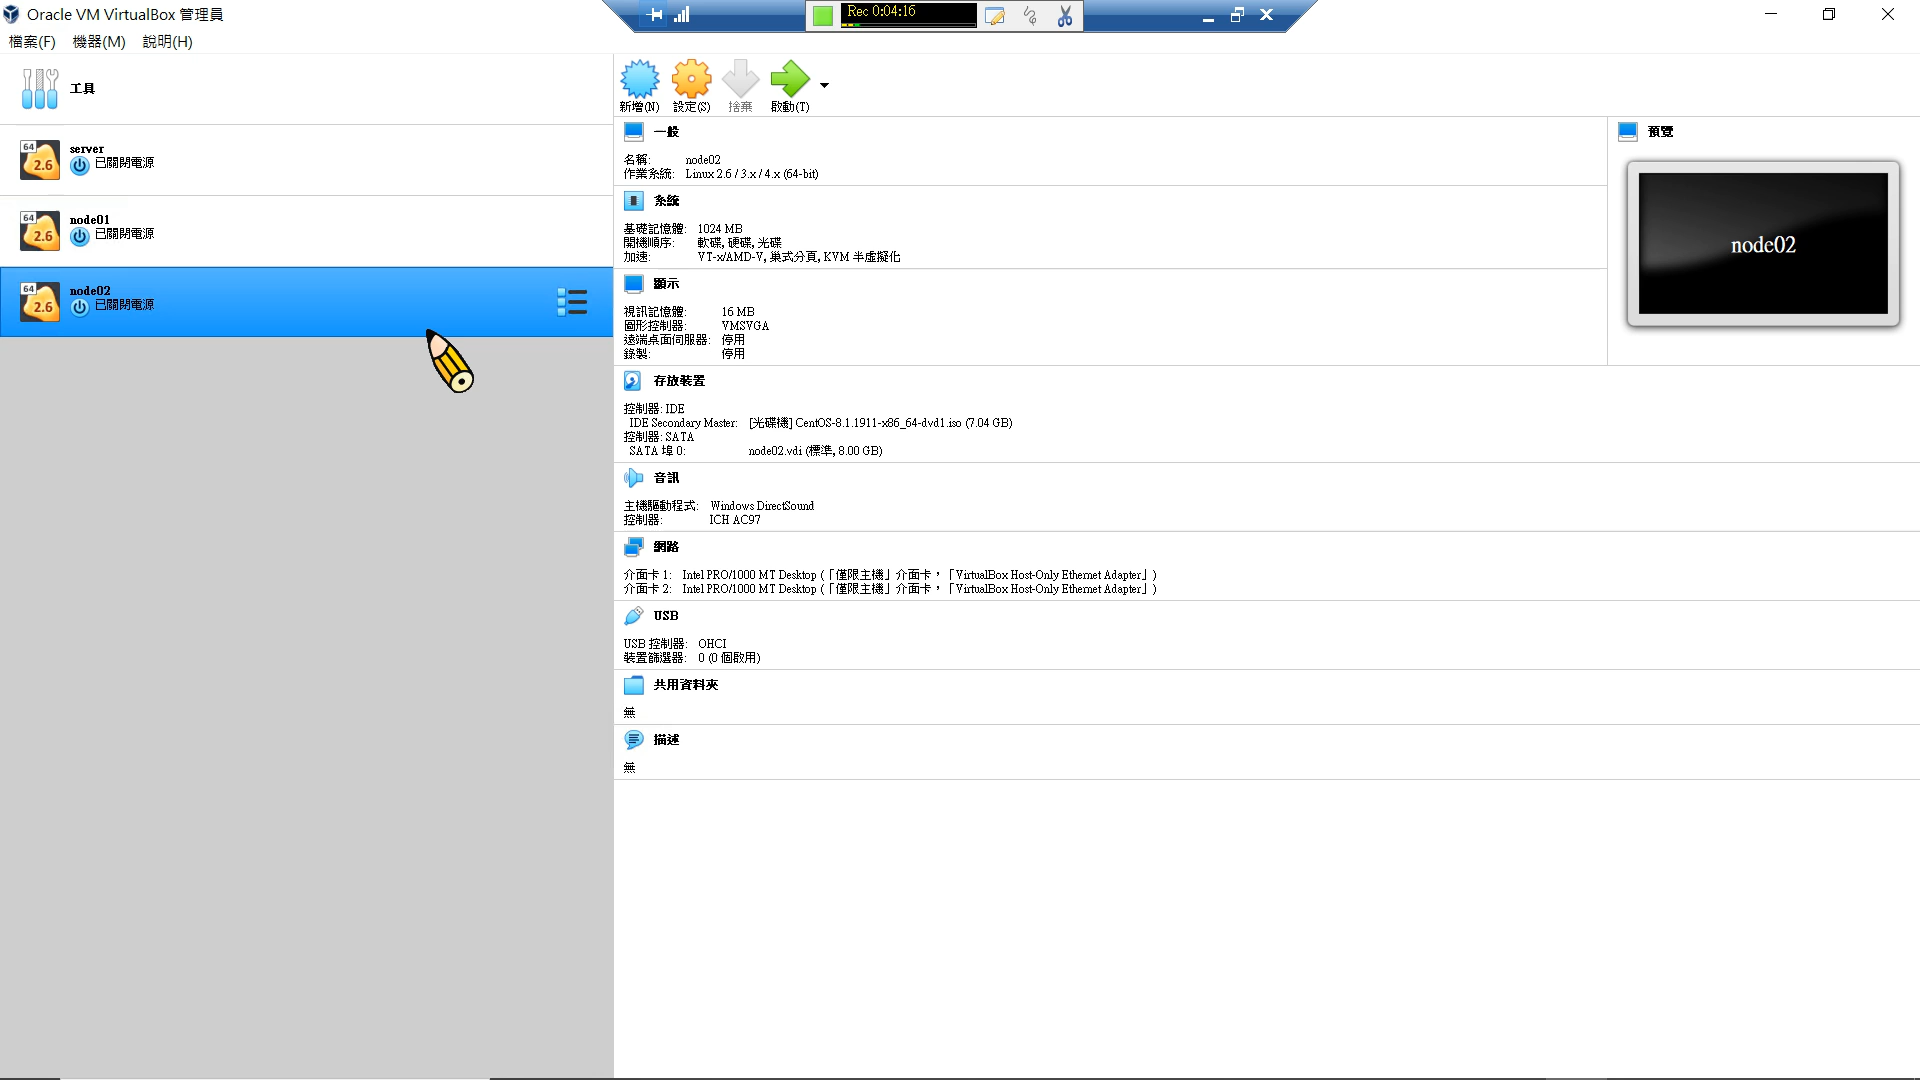 Oracle VM VirtualBox 管理員
Rec 0:04:16
檔案(F) 機器(M) 說明(H)
工具
新增(N) 設定(S) 捨棄 啟動(T)
64
2.6
server
已關閉電源
64
2.6
node01
已關閉電源
64
2.6
node02
已關閉電源
一般
名稱: node02
作業系統: Linux 2.6 / 3.x / 4.x (64-bit)
系統
基礎記憶體: 1024 MB
開機順序: 軟碟, 硬碟, 光碟
加速: VT-x/AMD-V, 巢式分頁, KVM 半虛擬化
顯示
視訊記憶體: 16 MB
圖形控制器: VMSVGA
遠端桌面伺服器: 停用
錄製: 停用
預覽
node02
存放裝置
控制器: IDE
IDE Secondary Master: [光碟機] CentOS-8.1.1911-x86_64-dvd1.iso (7.04 GB)
控制器: SATA
SATA 埠 0: node02.vdi (標準, 8.00 GB)
音訊
主機驅動程式: Windows DirectSound
控制器: ICH AC97
網路
介面卡 1: Intel PRO/1000 MT Desktop (「僅限主機」介面卡，「VirtualBox Host-Only Ethernet Adapter」)
介面卡 2: Intel PRO/1000 MT Desktop (「僅限主機」介面卡，「VirtualBox Host-Only Ethernet Adapter」)
USB
USB 控制器: OHCI
裝置篩選器: 0 (0 個啟用)
共用資料夾
無
描述
無